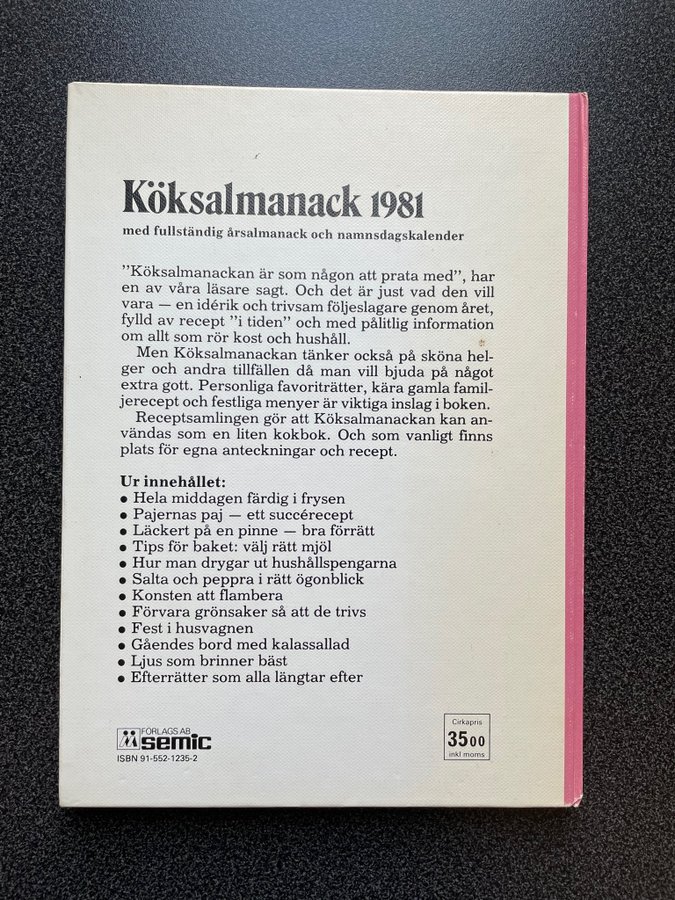 Köksalmanack 1981
med fullständig årsalmanack och namnsdagskalender
"Köksalmanackan är som någon att prata med", har
en av våra läsare sagt. Och det är just vad den vill
vara — en idérik och trivsam följeslagare genom året,
fylld av recept "i tiden" och med pålitlig information
om allt som rör kost och hushåll.
Men Köksalmanackan tänker också på sköna hel-
ger och andra tillfällen då man vill bjuda på något
extra gott. Personliga favoriträtter, kära gamla famil-
jerecept och festliga menyer är viktiga inslag i boken.
Receptsamlingen gör att Köksalmanackan kan an-
vändas som en liten kokbok. Och som vanligt finns
plats för egna anteckningar och recept.
Ur innehållet:
• Hela middagen färdig i frysen
• Pajernas paj — ett succérecept
• Läckert på en pinne — bra förrätt
• Tips för baket: välj rätt mjöl
• Hur man drygar ut hushållspengarna
• Salta och peppra i rätt ögonblick
• Konsten att flambera
• Förvara grönsaker så att de trivs
• Fest i husvagnen
• Gåendes bord med kalassallad
• Ljus som brinner bäst
• Efterrätter som alla längtar efter
FÖRLAGS AB
semic
ISBN 91-552-1235-2
Cirkapris
35 00
inkl moms